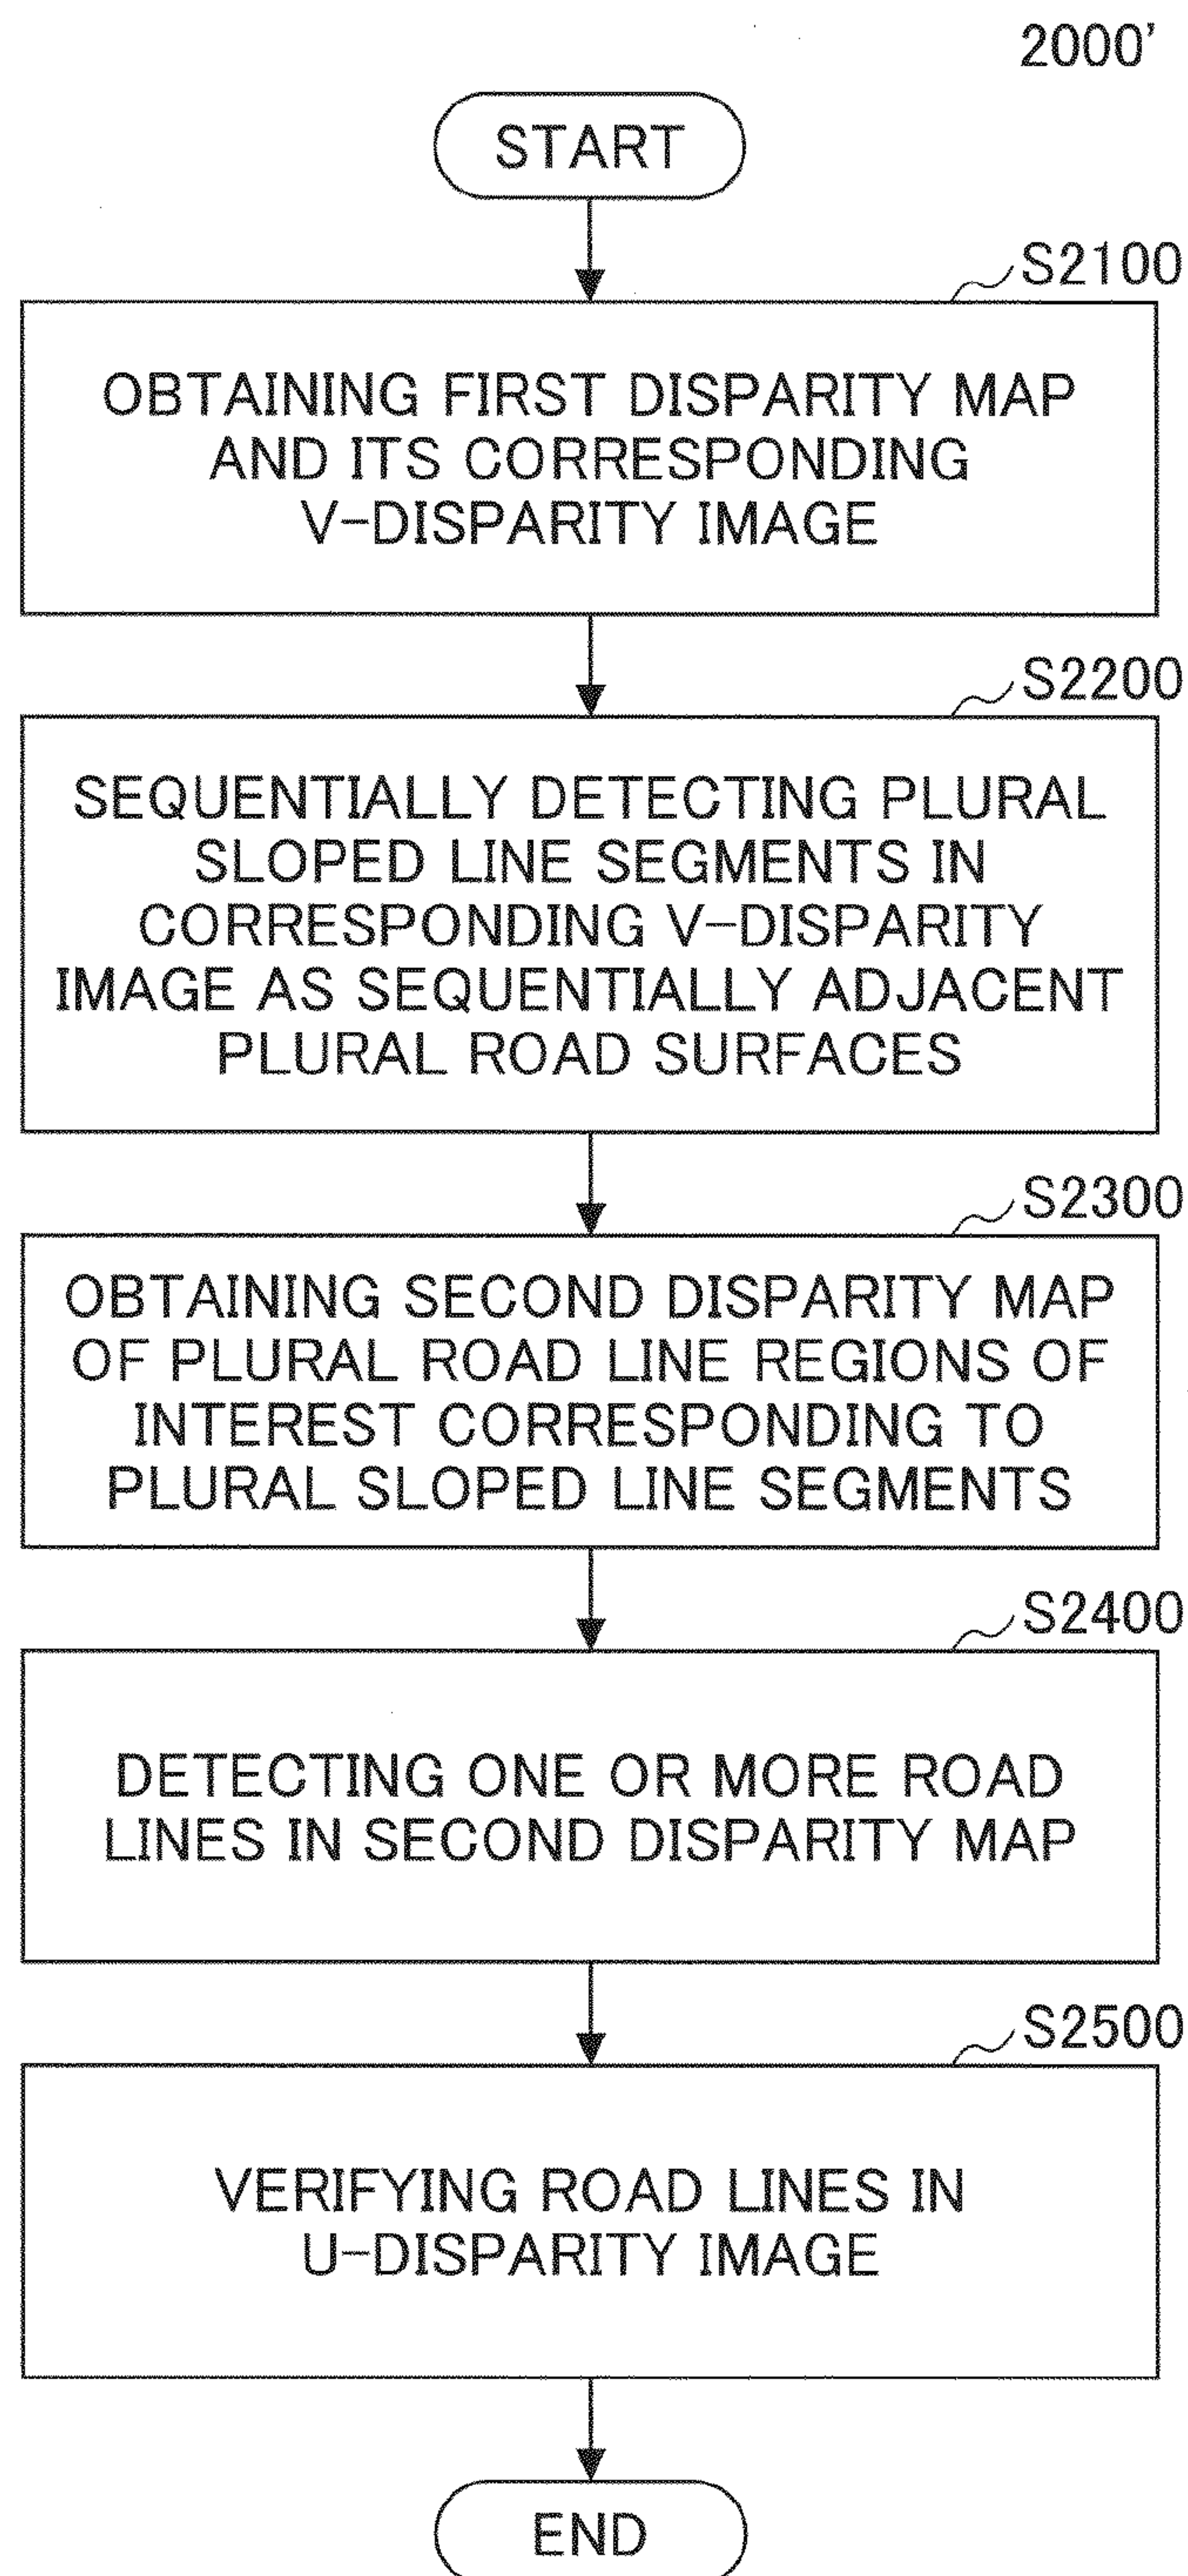 2000'
START
S2100
OBTAINING FIRST DISPARITY MAP
AND ITS CORRESPONDING
V-DISPARITY IMAGE
S2200
SEQUENTIALLY DETECTING PLURAL
SLOPED LINE SEGMENTS IN
CORRESPONDING V-DISPARITY
IMAGE AS SEQUENTIALLY ADJACENT
PLURAL ROAD SURFACES
S2300
OBTAINING SECOND DISPARITY MAP
OF PLURAL ROAD LINE REGIONS OF
INTEREST CORRESPONDING TO
PLURAL SLOPED LINE SEGMENTS
S2400
DETECTING ONE OR MORE ROAD
LINES IN SECOND DISPARITY MAP
S2500
VERIFYING ROAD LINES IN
U-DISPARITY IMAGE
END